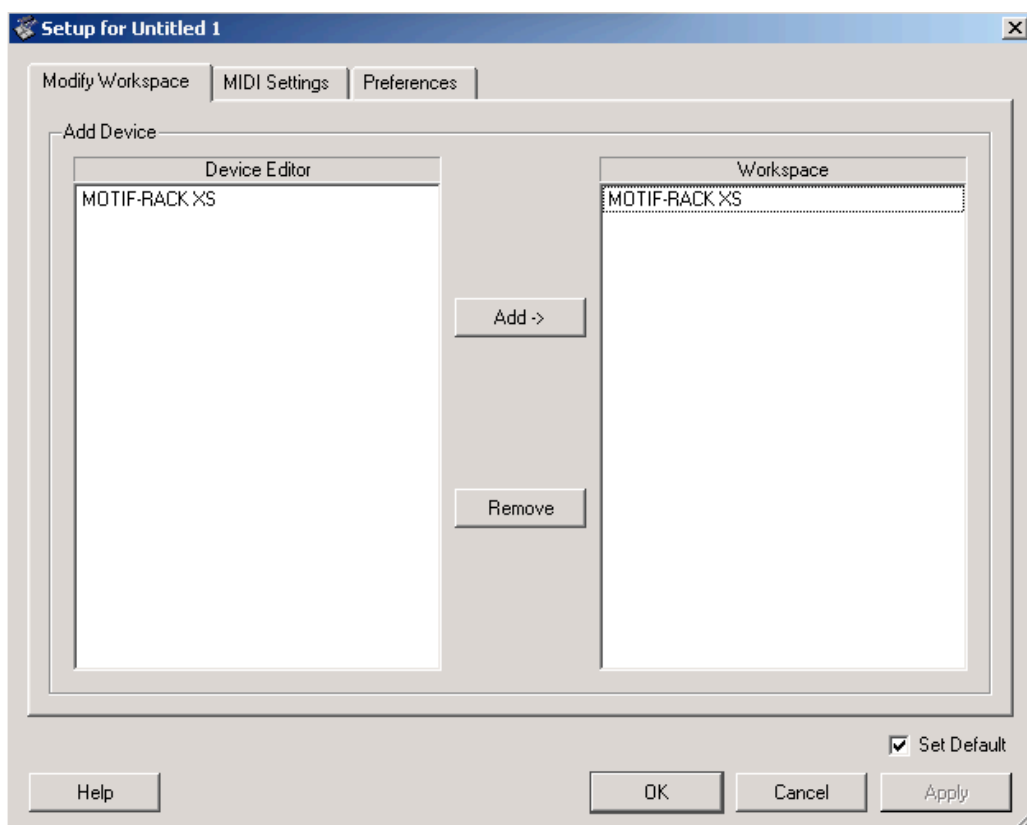 Setup for Untitled 1
Modify Workspace MIDI Settings Preferences
Add Device
Device Editor Workspace
MOTIF-RACK XS MOTIF-RACK XS
Add ->
Remove
Set Default
Help OK Cancel Apply